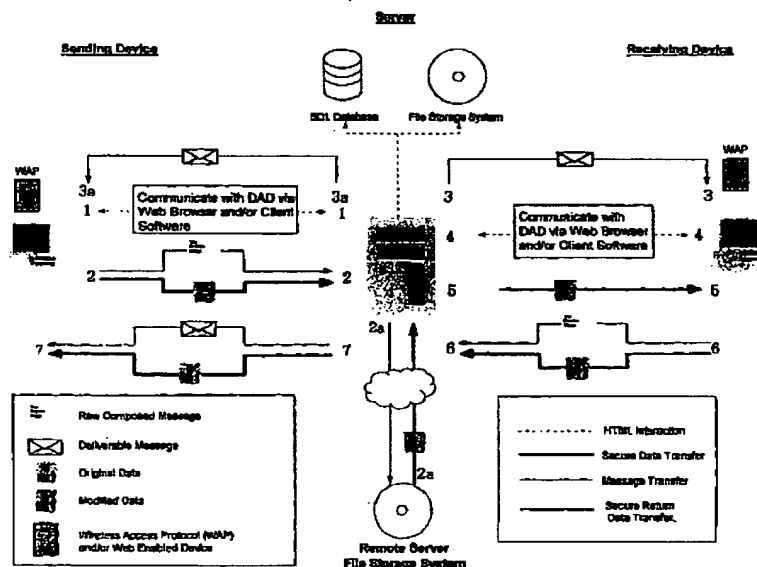 Server
Sending Device
Receiving Device
SQL Database
File Storage System
WAP
WAP
3a
3a
3
3
1
Communicate with DAD via
Web Browser and/or Client
Software
1
4
Communicate with
DAD via Web Browser
and/or Client Software
4
2
2
5
5
2a
7
7
6
6
Raw Composed Message
Deliverable Message
Original Data
Modified Data
Wireless Access Protocol (WAP)
and/or Web Enabled Device
2a
Remote Server
File Storage System
HTML Interaction
Secure Data Transfer
Message Transfer
Secure Return
Data Transfer